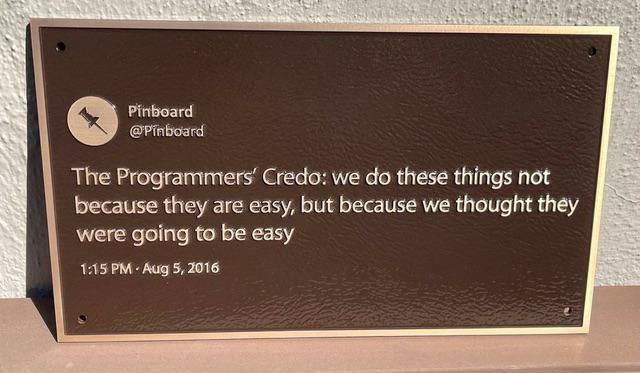 Pinboard
@Pinboard
The Programmers' Credo: we do these things not
because they are easy, but because we thought they
were going to be easy
1:15 PM · Aug 5, 2016